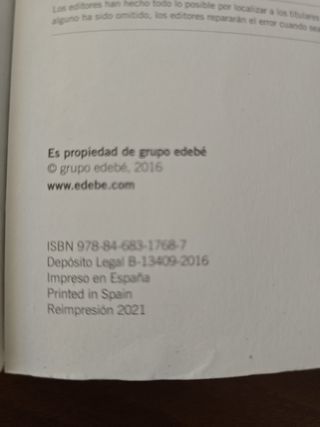 Los editores han hecho todo lo posible por localizar a los titulares
alguno ha sido omitido, los editores repararán el error cuando sea
Es propiedad de grupo edebé
© grupo edebé, 2016
www.edebe.com
ISBN 978-84-683-1768-7
Depósito Legal B-13409-2016
Impreso en España
Printed in Spain
Reimpresión 2021